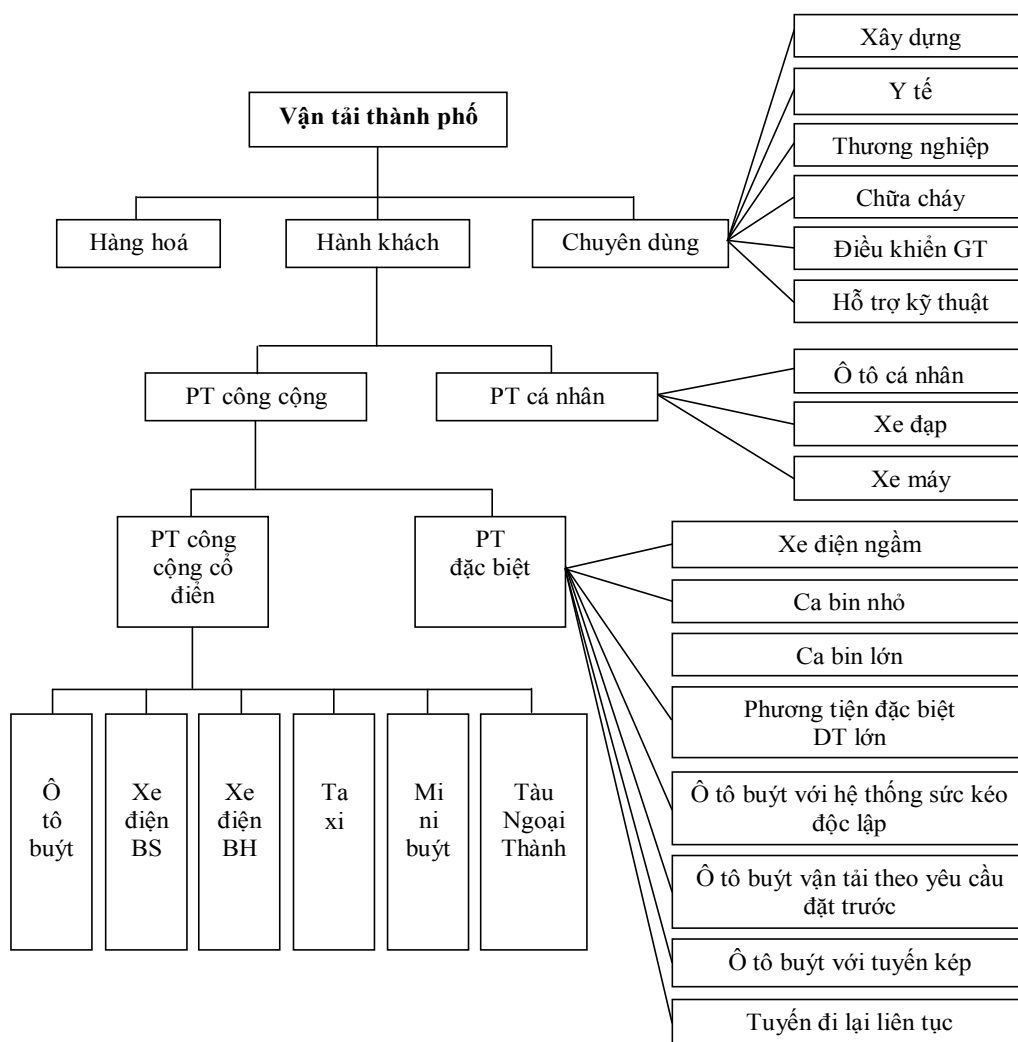 Xây dựng
Y tế
Vận tải thành phố
Thương nghiệp
Chữa cháy
Hàng hoá
Hành khách
Chuyên dùng
Điều khiển GT
Hỗ trợ kỹ thuật
PT công cộng
PT cá nhân
Ô tô cá nhân
Xe đạp
Xe máy
PT công
cộng cổ
điển
PT
đặc biệt
Xe điện ngầm
Ca bin nhỏ
Ca bin lớn
Phương tiện đặc biệt
DT lớn
Ô tô buýt với hệ thống sức kéo
độc lập
Ô tô buýt vận tải theo yêu cầu
đặt trước
Ô tô buýt với tuyến kép
Tuyến đi lại liên tục
Ô
tô
buýt
Xe
điện
BS
Xe
điện
BH
Ta
xi
Mi
ni
buýt
Tàu
Ngoại
Thành